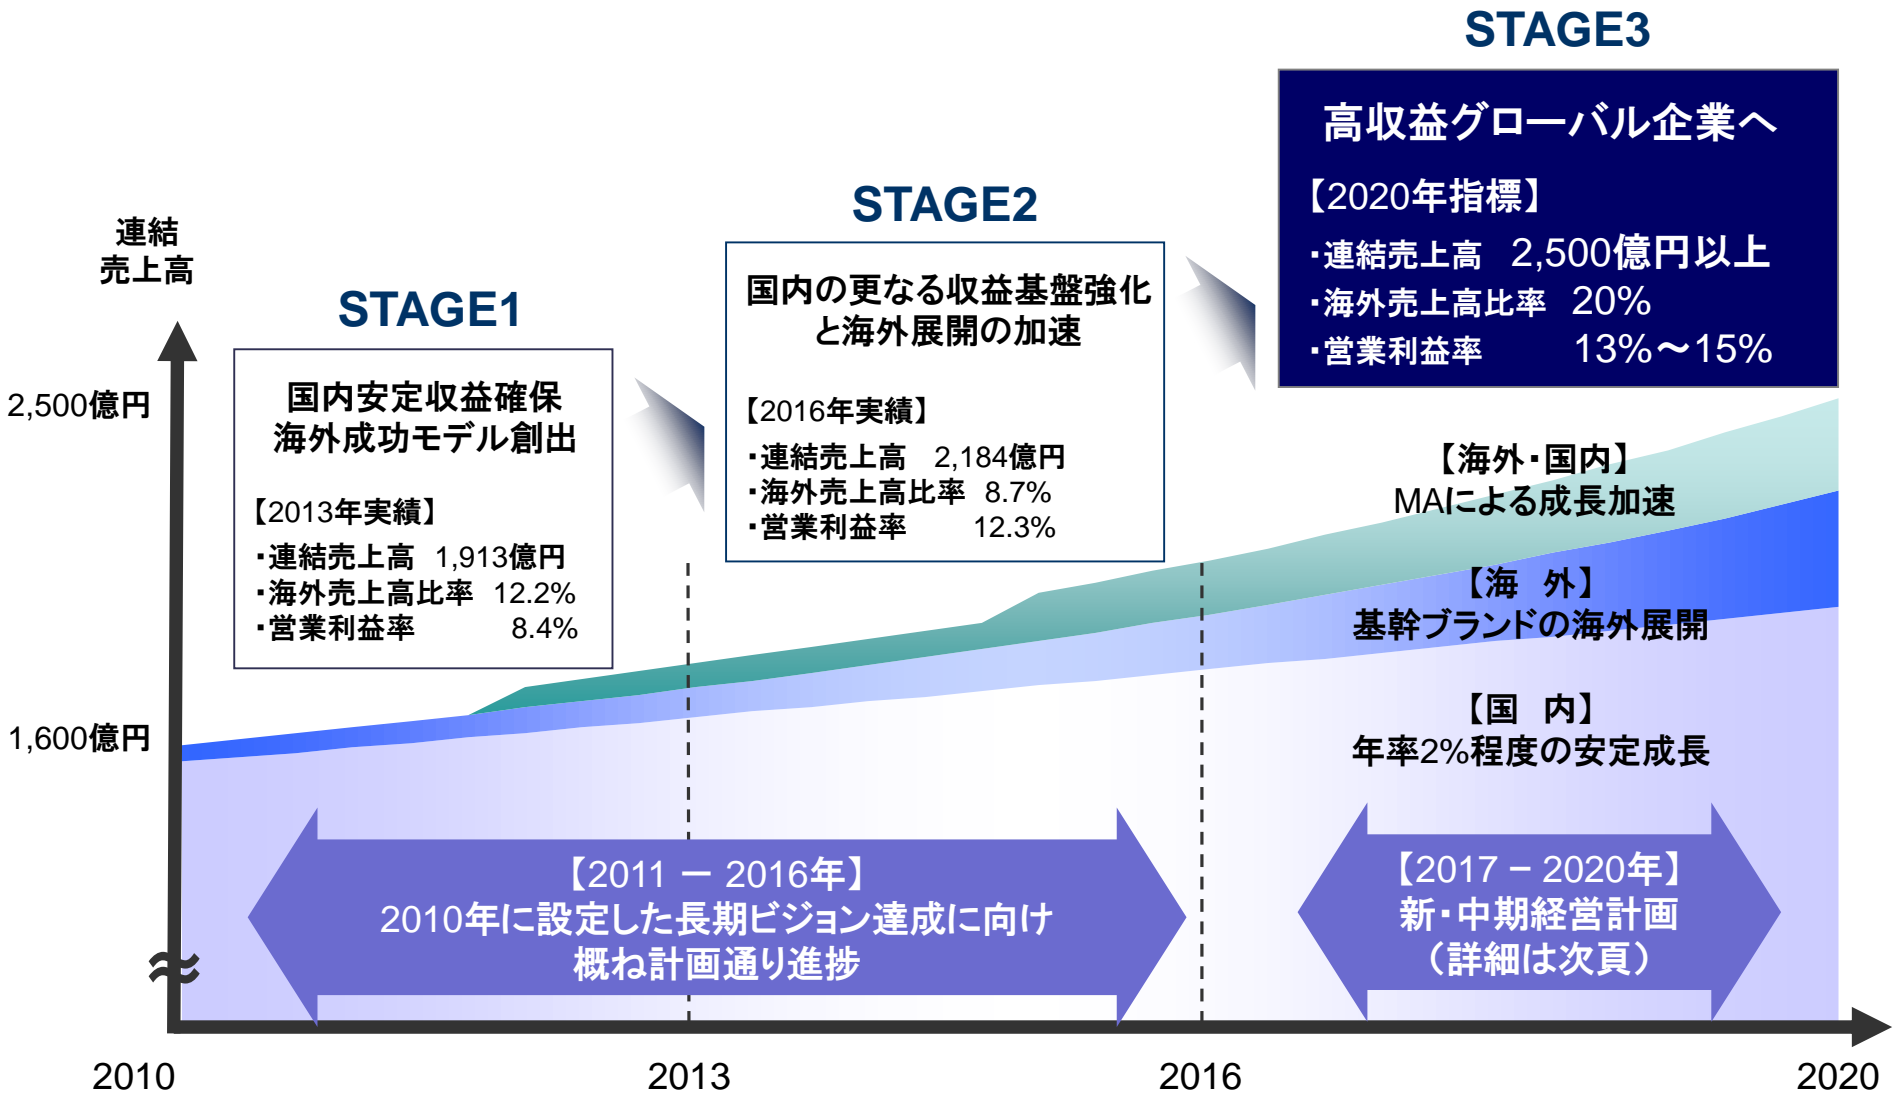 STAGE3
高収益グローバル企業へ
【2020年指標】
・連結売上高 2,500億円以上
・海外売上高比率 20%
・営業利益率 13%～15%
STAGE2
国内の更なる収益基盤強化
と海外展開の加速
【2016年実績】
・連結売上高 2,184億円
・海外売上高比率 8.7%
・営業利益率 12.3%
STAGE1
国内安定収益確保
海外成功モデル創出
【2013年実績】
・連結売上高 1,913億円
・海外売上高比率 12.2%
・営業利益率 8.4%
連結
売上高
2,500億円
1,600億円
【海外・国内】
MAによる成長加速
【海 外】
基幹ブランドの海外展開
【国 内】
年率2%程度の安定成長
【2011 － 2016年】
2010年に設定した長期ビジョン達成に向け
概ね計画通り進捗
【2017 － 2020年】
新・中期経営計画
（詳細は次頁）
2010
2013
2016
2020